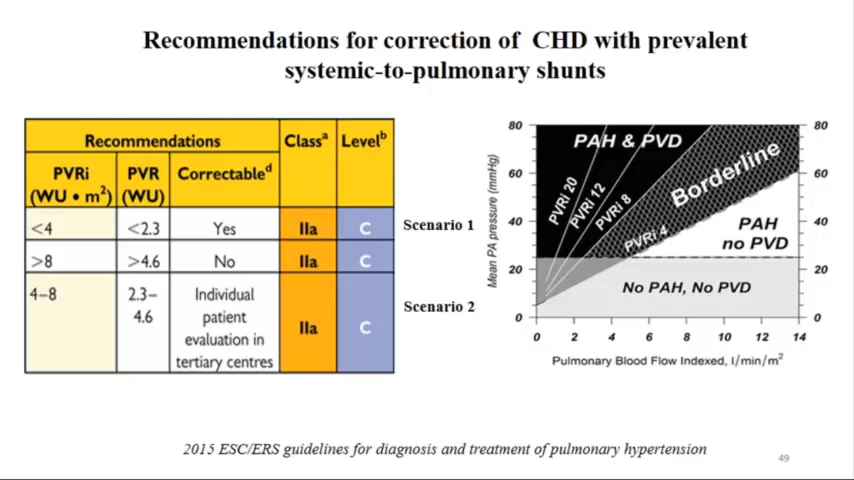 Recommendations for correction of CHD with prevalent
systemic-to-pulmonary shunts
Recommendations
Classᵃ
Levelᵇ
PVRi
(WU • m²)
PVR
(WU)
Correctableᵈ
<4
<2.3
Yes
IIa
C
>8
>4.6
No
IIa
C
4–8
2.3–
4.6
Individual
patient
evaluation in
tertiary centres
IIa
C
Scenario 1
Scenario 2
Mean PA pressure (mmHg)
80
60
40
20
0
PAH & PVD
PVRi 20
PVRi 12
PVRi 8
Borderline
PVRi 4
PAH
no PVD
No PAH, No PVD
80
60
40
20
0
0 2 4 6 8 10 12 14
Pulmonary Blood Flow Indexed, l/min/m²
2015 ESC/ERS guidelines for diagnosis and treatment of pulmonary hypertension
49